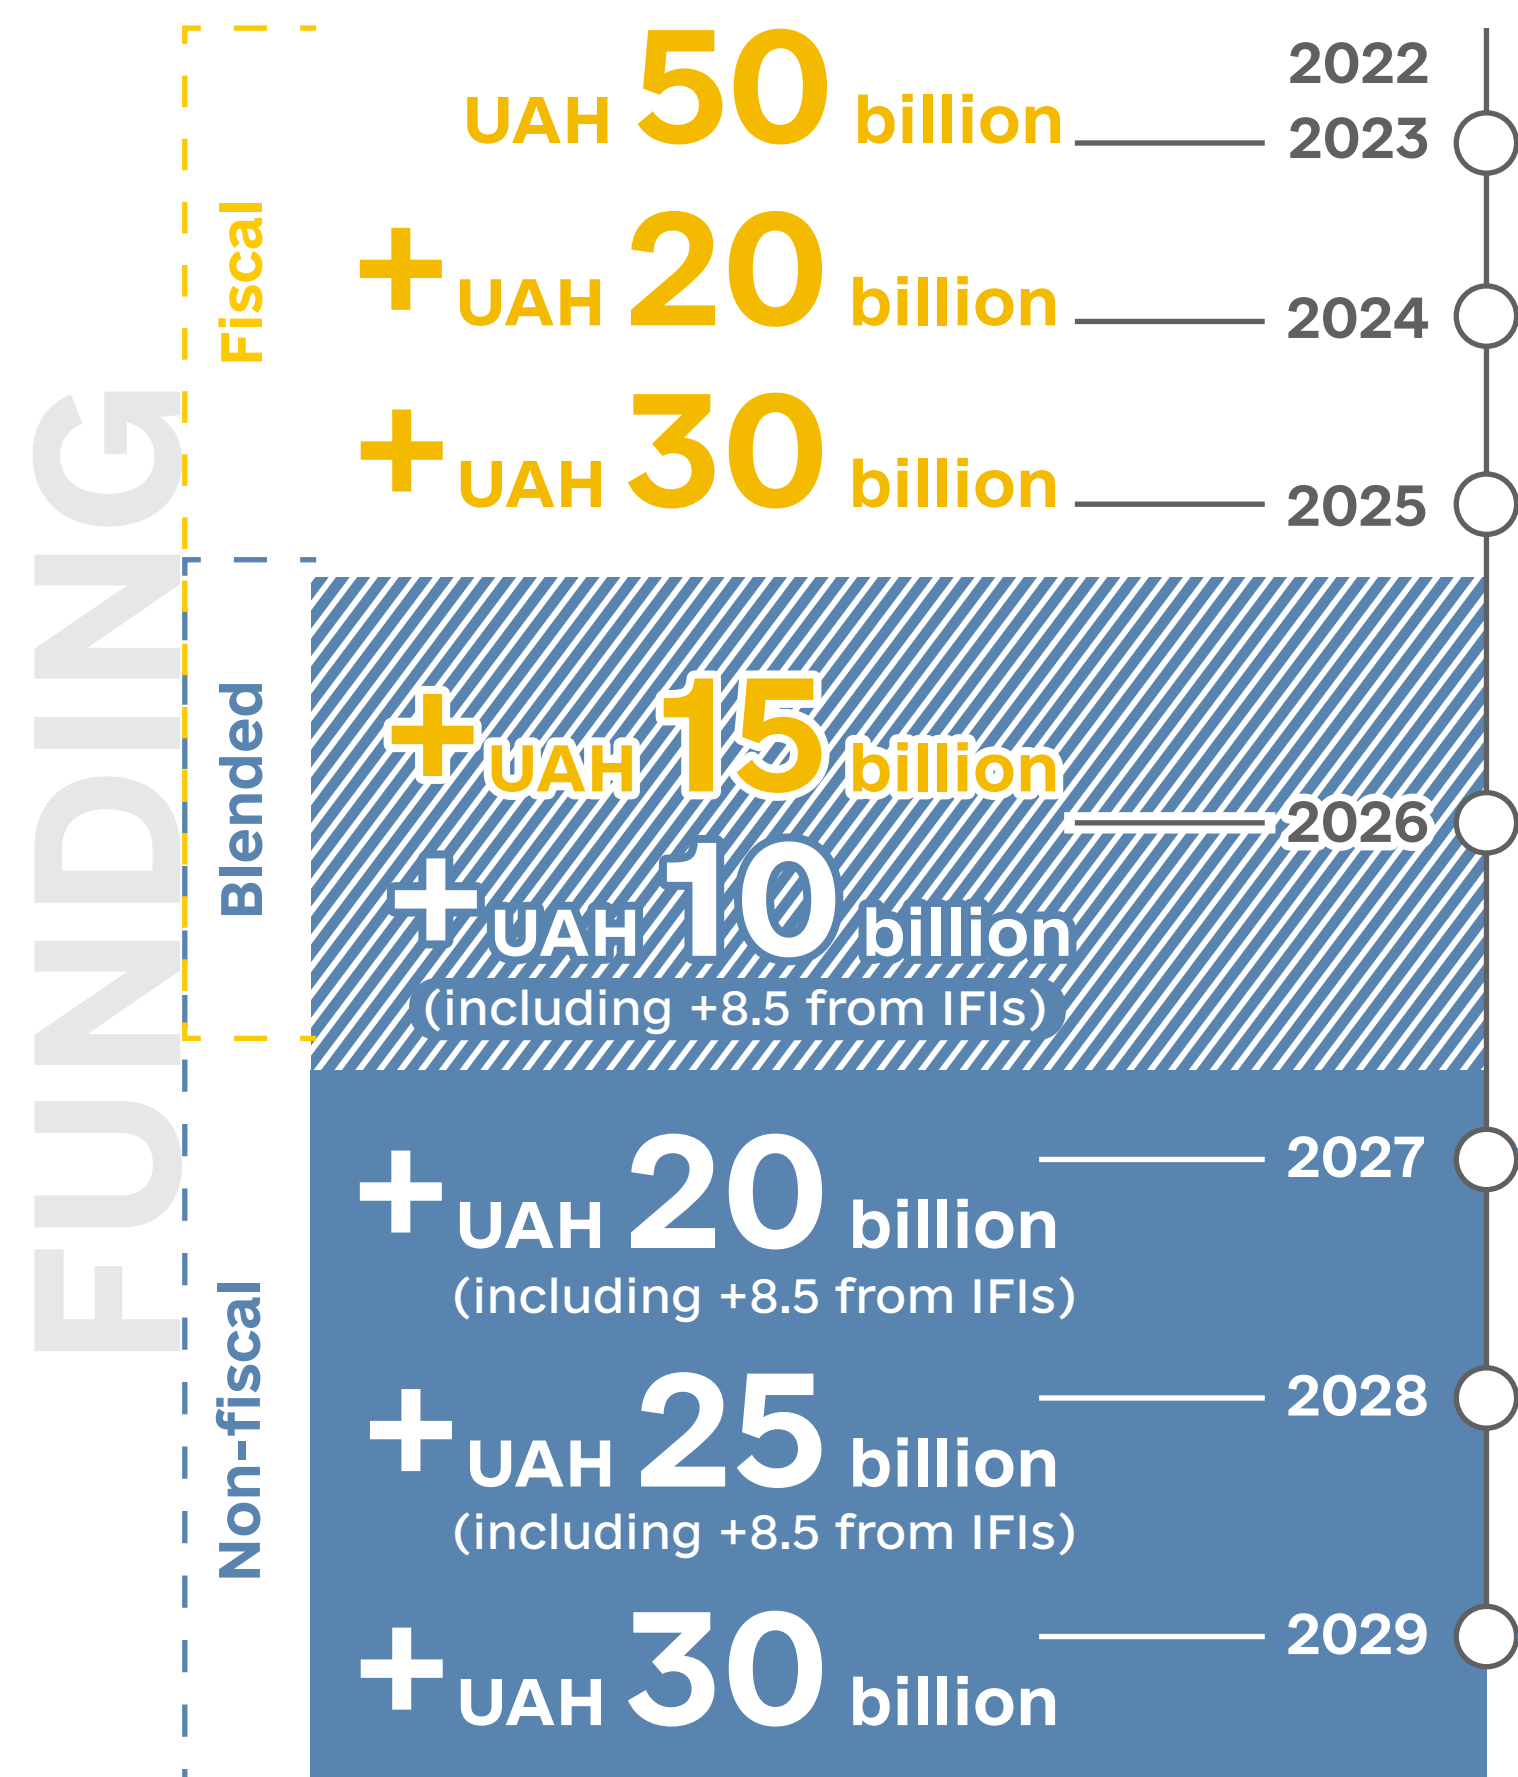 FUNDING
Fiscal
UAH 50 billion
2022
2023
+ UAH 20 billion
2024
+ UAH 30 billion
2025
Blended
+ UAH 15 billion
2026
+ UAH 10 billion
(including +8.5 from IFIs)
Non-fiscal
+ UAH 20 billion
2027
(including +8.5 from IFIs)
+ UAH 25 billion
2028
(including +8.5 from IFIs)
+ UAH 30 billion
2029